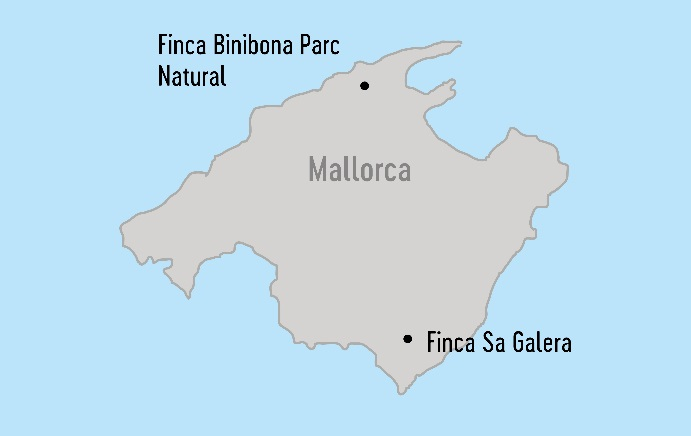 Finca Binibona Parc
Natural
Mallorca
Finca Sa Galera